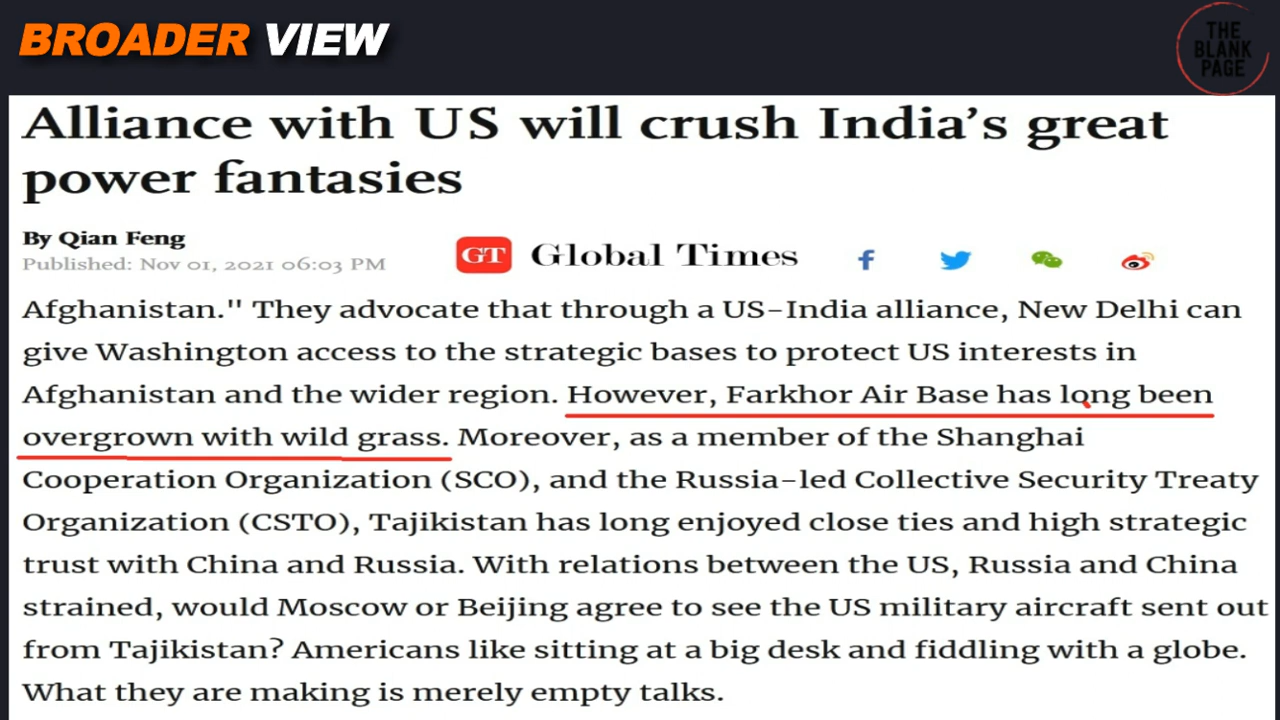 BROADER VIEW
THE
BLANK
PAGE
Alliance with US will crush India's great
power fantasies
By Qian Feng
Published: Nov 01, 2021 06:03 PM
GT Global Times
Afghanistan." They advocate that through a US-India alliance, New Delhi can
give Washington access to the strategic bases to protect US interests in
Afghanistan and the wider region. However, Farkhor Air Base has long been
overgrown with wild grass. Moreover, as a member of the Shanghai
Cooperation Organization (SCO), and the Russia-led Collective Security Treaty
Organization (CSTO), Tajikistan has long enjoyed close ties and high strategic
trust with China and Russia. With relations between the US, Russia and China
strained, would Moscow or Beijing agree to see the US military aircraft sent out
from Tajikistan? Americans like sitting at a big desk and fiddling with a globe.
What they are making is merely empty talks.